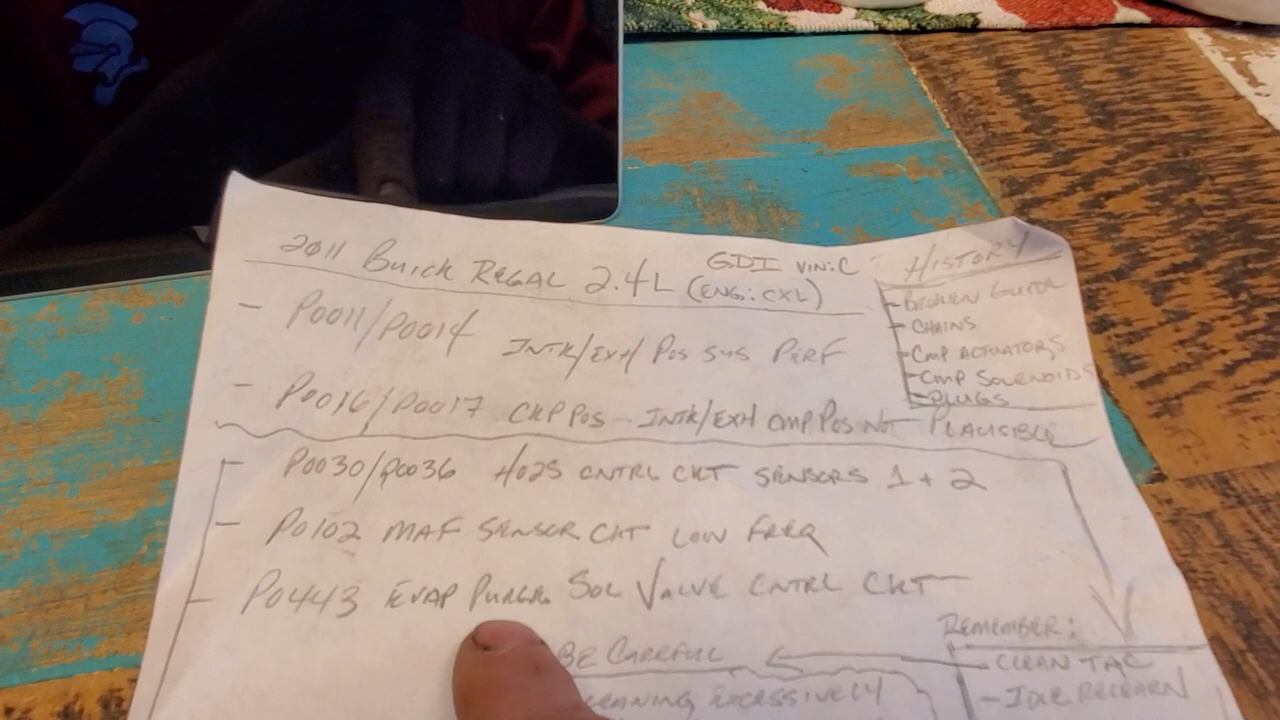 2011 Buick REGAL 2.4L
GDI VIN:C
(ENG: CXL)
HISTORY
- BROKEN GUIDE
- CHAINS
- CMP ACTUATORS
- CMP SOLENOIDS
- PLUGS
- P0011/P0014 INTK/EXH POS SYS PERF
- P0016/P0017 CKP POS - INTK/EXH CMP POS NOT PLAUSIBLE
- P0030/P0036 HO2S CNTRL CKT SENSORS 1 + 2
- P0102 MAF SENSOR CKT LOW FREQ
- P0443 EVAP PURGE SOL VALVE CNTRL CKT
REMEMBER:
- CLEAN TAC
- IDLE RELEARN
BE CAREFUL
EXCESSIVELY